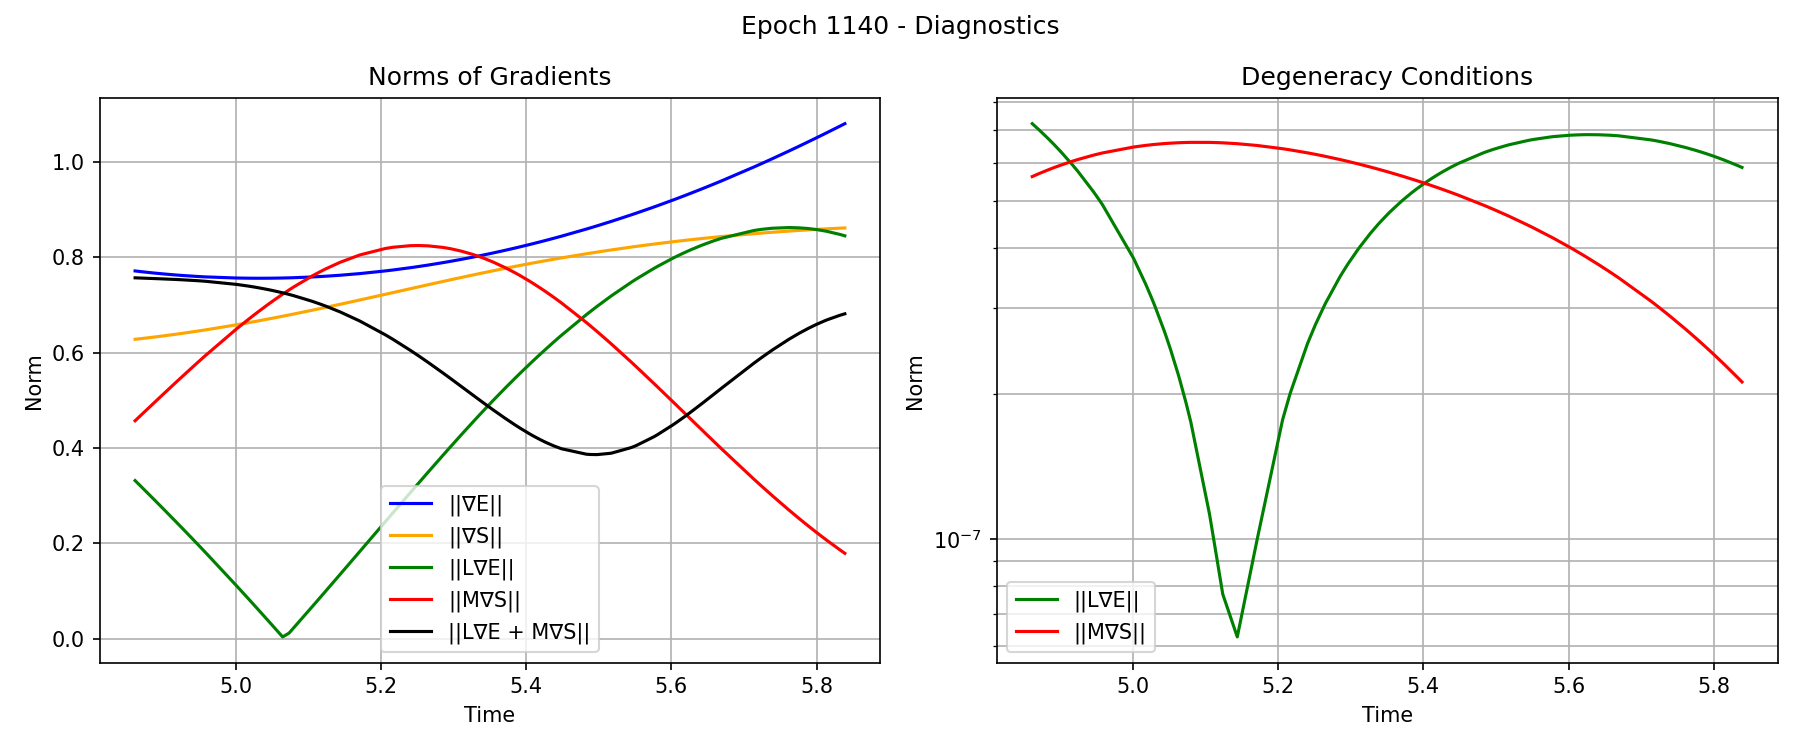 Epoch 1140 - Diagnostics
Norms of Gradients
Norm
1.0
0.8
0.6
0.4
0.2
0.0
||∇E||
||∇S||
||L∇E||
||M∇S||
||L∇E + M∇S||
5.0 5.2 5.4 5.6 5.8
Time
Degeneracy Conditions
Norm
10⁻⁷
||L∇E||
||M∇S||
5.0 5.2 5.4 5.6 5.8
Time